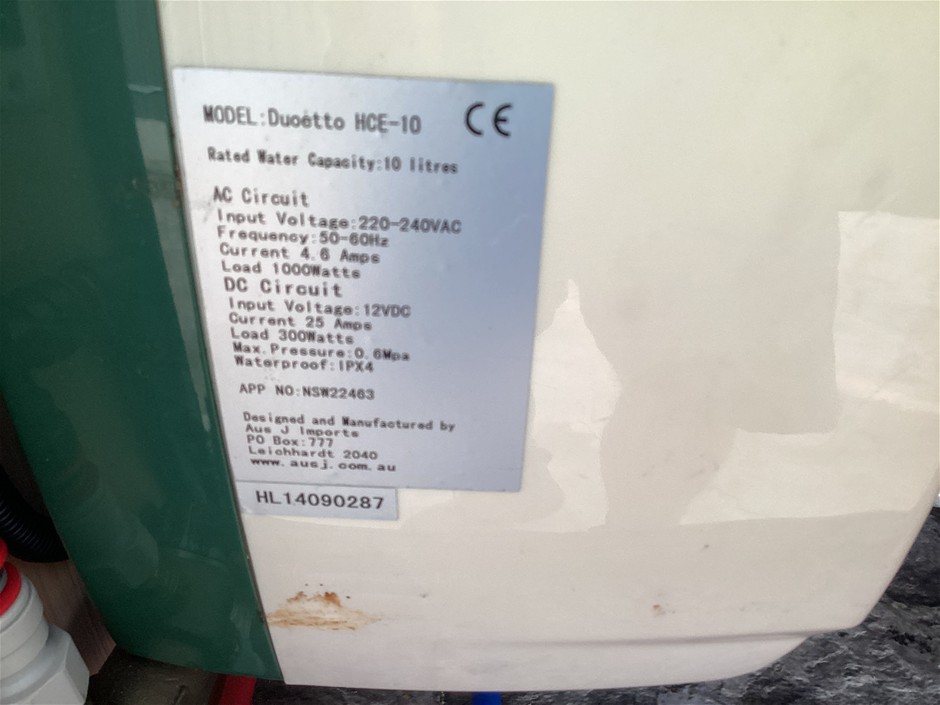 MODEL:Duoetto HCE-10 CE
Rated Water Capacity:10 litres
AC Circuit
Input Voltage:220-240VAC
Frequency:50-60Hz
Current 4.6 Amps
Load 1000Watts
DC Circuit
Input Voltage:12VDC
Current 25 Amps
Load 300Watts
Max.Pressure:0.6Mpa
Waterproof:IPX4
APP NO:NSW22463
Designed and Manufactured by
Aus J Imports
PO Box:777
Leichhardt 2040
www.ausj.com.au
HL14090287